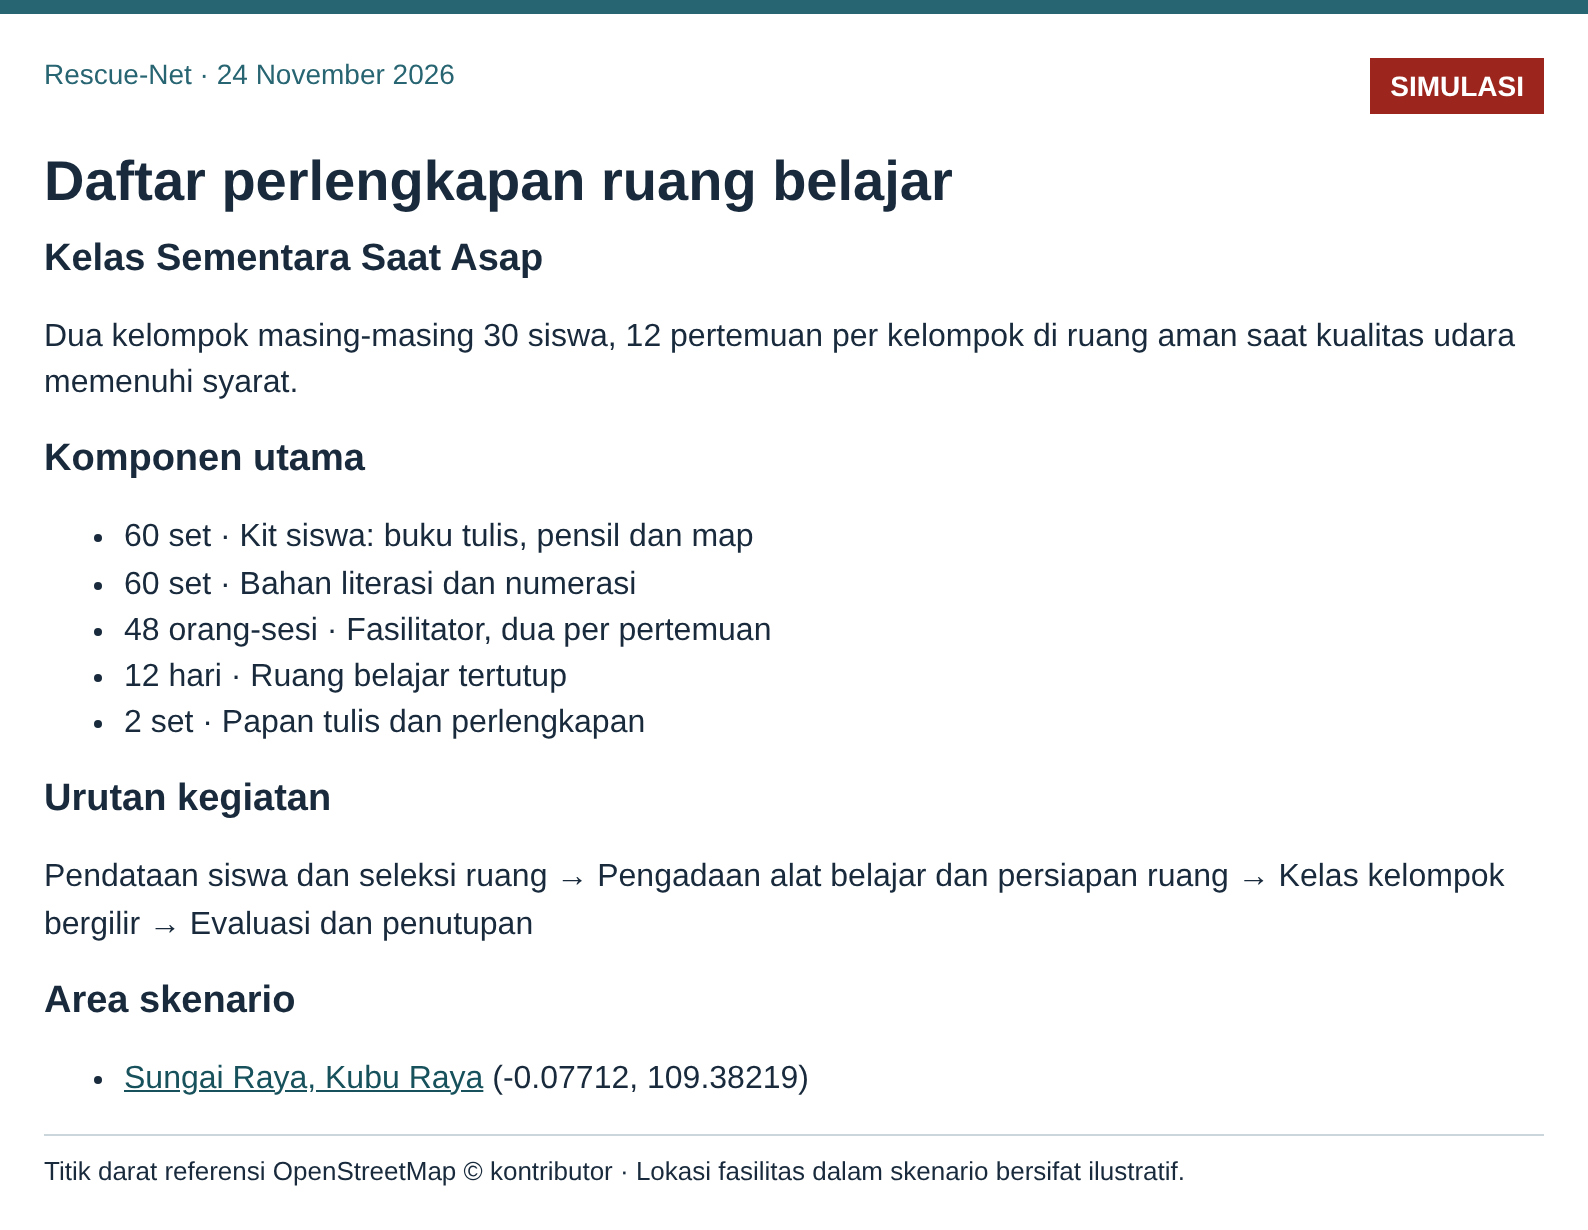 Rescue-Net · 24 November 2026
SIMULASI
Daftar perlengkapan ruang belajar
Kelas Sementara Saat Asap
Dua kelompok masing-masing 30 siswa, 12 pertemuan per kelompok di ruang aman saat kualitas udara
memenuhi syarat.
Komponen utama
• 60 set · Kit siswa: buku tulis, pensil dan map
• 60 set · Bahan literasi dan numerasi
• 48 orang-sesi · Fasilitator, dua per pertemuan
• 12 hari · Ruang belajar tertutup
• 2 set · Papan tulis dan perlengkapan
Urutan kegiatan
Pendataan siswa dan seleksi ruang → Pengadaan alat belajar dan persiapan ruang → Kelas kelompok
bergilir → Evaluasi dan penutupan
Area skenario
• Sungai Raya, Kubu Raya (-0.07712, 109.38219)
Titik darat referensi OpenStreetMap © kontributor · Lokasi fasilitas dalam skenario bersifat ilustratif.